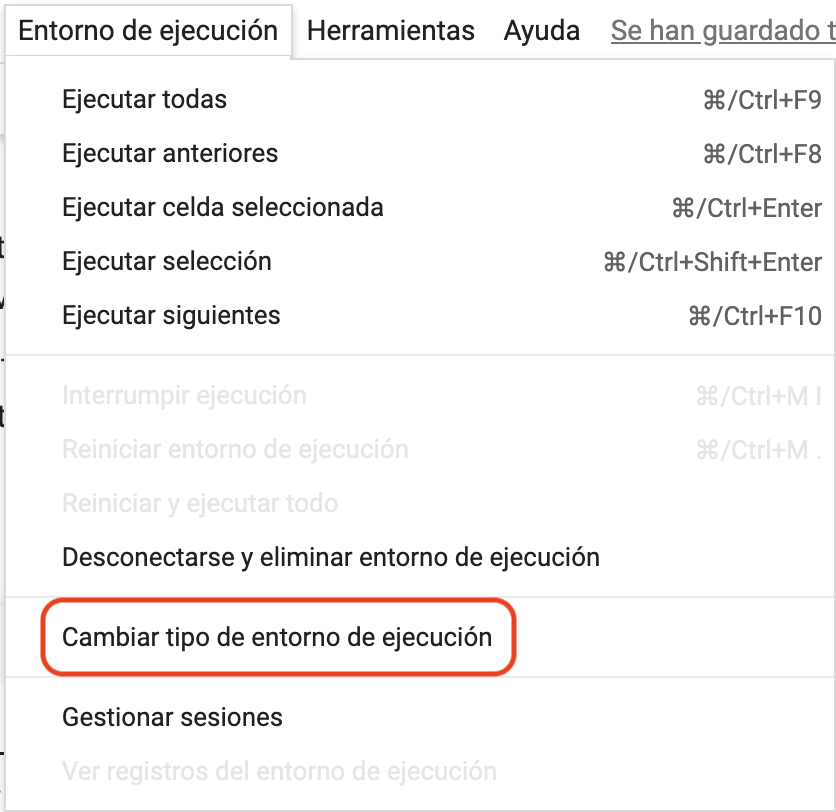 Entorno de ejecución Herramientas Ayuda Se han guardado t
Ejecutar todas ⌘/Ctrl+F9
Ejecutar anteriores ⌘/Ctrl+F8
Ejecutar celda seleccionada ⌘/Ctrl+Enter
Ejecutar selección ⌘/Ctrl+Shift+Enter
Ejecutar siguientes ⌘/Ctrl+F10
Interrumpir ejecución ⌘/Ctrl+M I
Reiniciar entorno de ejecución ⌘/Ctrl+M .
Reiniciar y ejecutar todo
Desconectarse y eliminar entorno de ejecución
Cambiar tipo de entorno de ejecución
Gestionar sesiones
Ver registros del entorno de ejecución